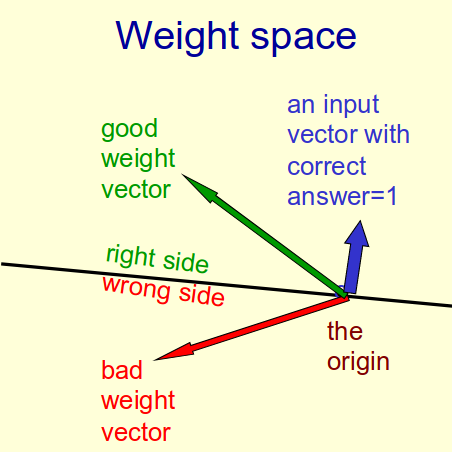 Weight space
an input
vector with
correct
answer=1
good
weight
vector
right side
wrong side
the
origin
bad
weight
vector